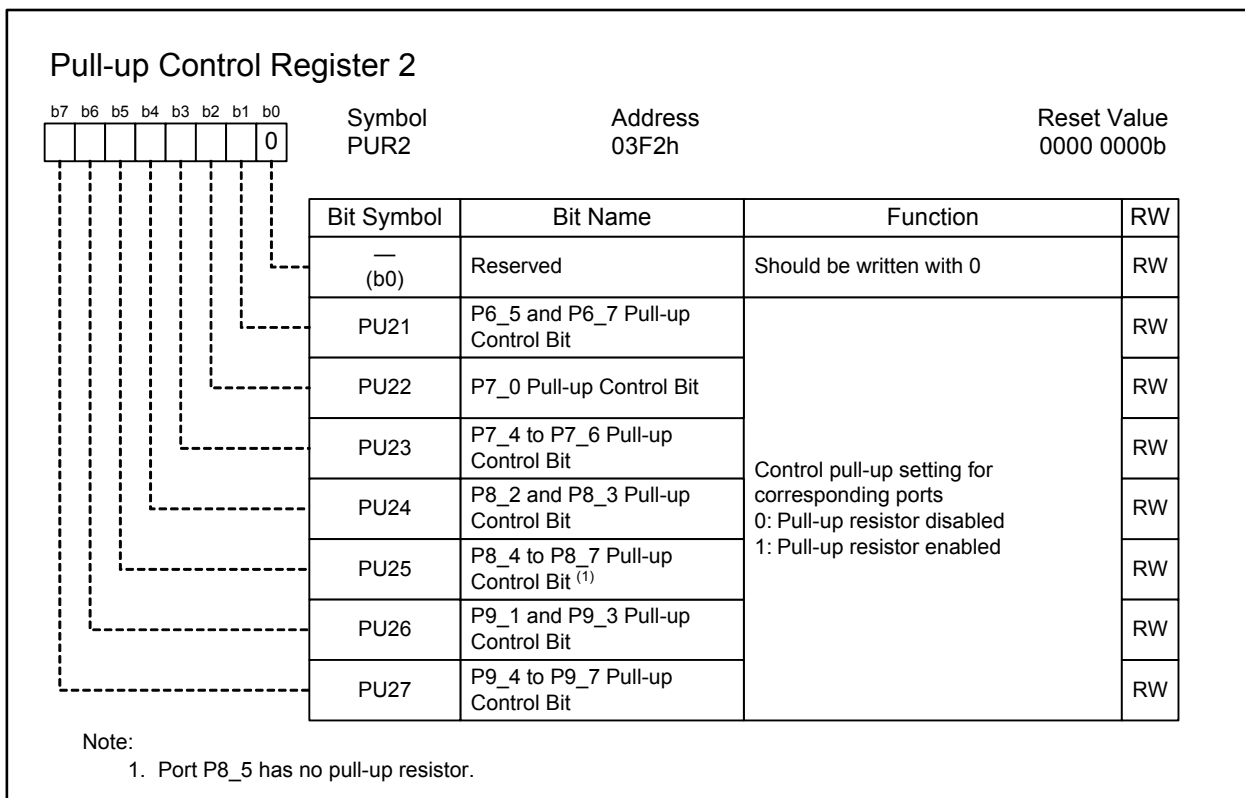 Pull-up Control Register 2
b7 b6 b5 b4 b3 b2 b1 b0
0
Symbol Address Reset Value
PUR2 03F2h 0000 0000b
Bit Symbol Bit Name Function RW
—
(b0) Reserved Should be written with 0 RW
PU21 P6_5 and P6_7 Pull-up
Control Bit RW
PU22 P7_0 Pull-up Control Bit RW
PU23 P7_4 to P7_6 Pull-up
Control Bit RW
PU24 P8_2 and P8_3 Pull-up
Control Bit RW
PU25 P8_4 to P8_7 Pull-up
Control Bit (1) RW
PU26 P9_1 and P9_3 Pull-up
Control Bit RW
PU27 P9_4 to P9_7 Pull-up
Control Bit RW
Control pull-up setting for
corresponding ports
0: Pull-up resistor disabled
1: Pull-up resistor enabled
Note:
1. Port P8_5 has no pull-up resistor.